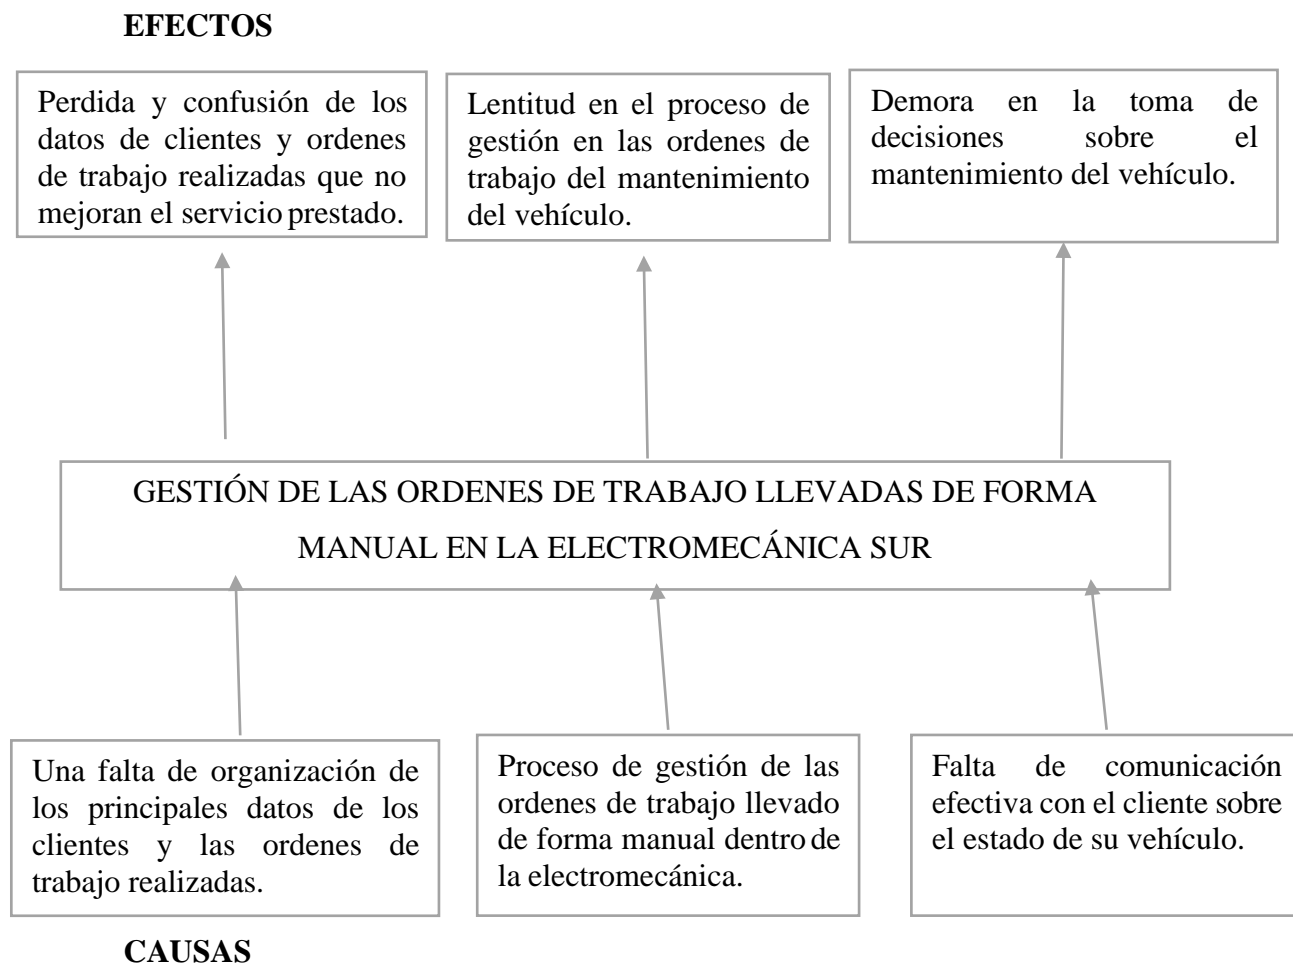 EFECTOS
Perdida y confusión de los
datos de clientes y ordenes
de trabajo realizadas que no
mejoran el servicio prestado.
Lentitud en el proceso de
gestión en las ordenes de
trabajo del mantenimiento
del vehículo.
Demora en la toma de
decisiones sobre el
mantenimiento del vehículo.
GESTIÓN DE LAS ORDENES DE TRABAJO LLEVADAS DE FORMA
MANUAL EN LA ELECTROMECÁNICA SUR
Una falta de organización de
los principales datos de los
clientes y las ordenes de
trabajo realizadas.
Proceso de gestión de las
ordenes de trabajo llevado
de forma manual dentro de
la electromecánica.
Falta de comunicación
efectiva con el cliente sobre
el estado de su vehículo.
CAUSAS